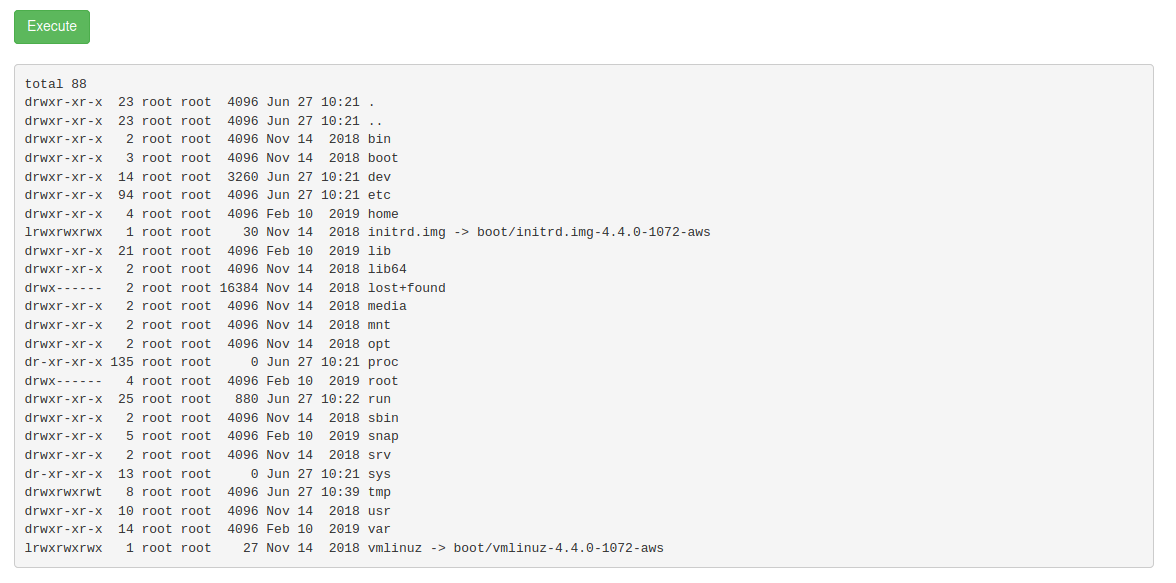 Execute
total 88
drwxr-xr-x  23 root root  4096 Jun 27 10:21 .
drwxr-xr-x  23 root root  4096 Jun 27 10:21 ..
drwxr-xr-x   2 root root  4096 Nov 14  2018 bin
drwxr-xr-x   3 root root  4096 Nov 14  2018 boot
drwxr-xr-x  14 root root  3260 Jun 27 10:21 dev
drwxr-xr-x  94 root root  4096 Jun 27 10:21 etc
drwxr-xr-x   4 root root  4096 Feb 10  2019 home
lrwxrwxrwx   1 root root    30 Nov 14  2018 initrd.img -> boot/initrd.img-4.4.0-1072-aws
drwxr-xr-x  21 root root  4096 Feb 10  2019 lib
drwxr-xr-x   2 root root  4096 Nov 14  2018 lib64
drwx------   2 root root 16384 Nov 14  2018 lost+found
drwxr-xr-x   2 root root  4096 Nov 14  2018 media
drwxr-xr-x   2 root root  4096 Nov 14  2018 mnt
drwxr-xr-x   2 root root  4096 Nov 14  2018 opt
dr-xr-xr-x 135 root root     0 Jun 27 10:21 proc
drwx------   4 root root  4096 Feb 10  2019 root
drwxr-xr-x  25 root root   880 Jun 27 10:22 run
drwxr-xr-x   2 root root  4096 Nov 14  2018 sbin
drwxr-xr-x   5 root root  4096 Feb 10  2019 snap
drwxr-xr-x   2 root root  4096 Nov 14  2018 srv
dr-xr-xr-x  13 root root     0 Jun 27 10:21 sys
drwxrwxrwt   8 root root  4096 Jun 27 10:39 tmp
drwxr-xr-x  10 root root  4096 Nov 14  2018 usr
drwxr-xr-x  14 root root  4096 Feb 10  2019 var
lrwxrwxrwx   1 root root    27 Nov 14  2018 vmlinuz -> boot/vmlinuz-4.4.0-1072-aws